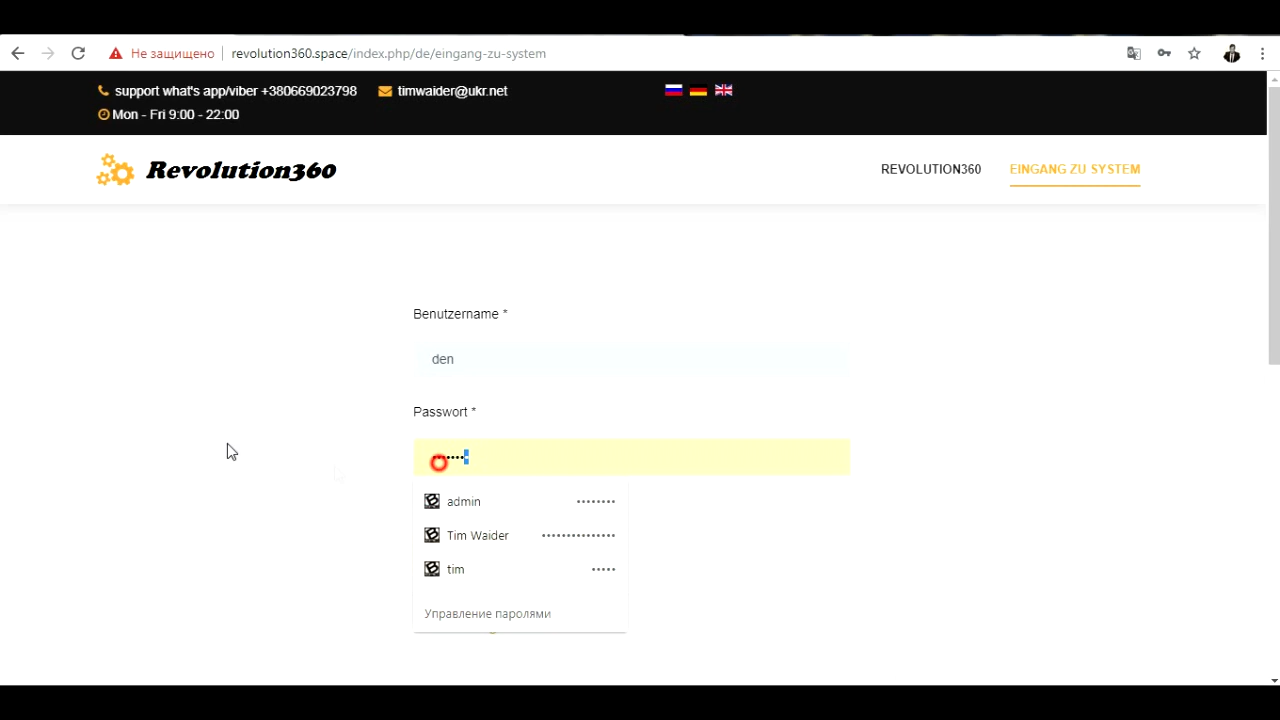 Не защищено revolution360.space/index.php/de/eingang-zu-system
support what's app/viber +380669023798 timwaider@ukr.net
Mon - Fri 9:00 - 22:00
Revolution360 REVOLUTION360 EINGANG ZU SYSTEM
Benutzername *
den
Passwort *
admin ••••••••
Tim Waider •••••••••••••••
tim •••••
Управление паролями